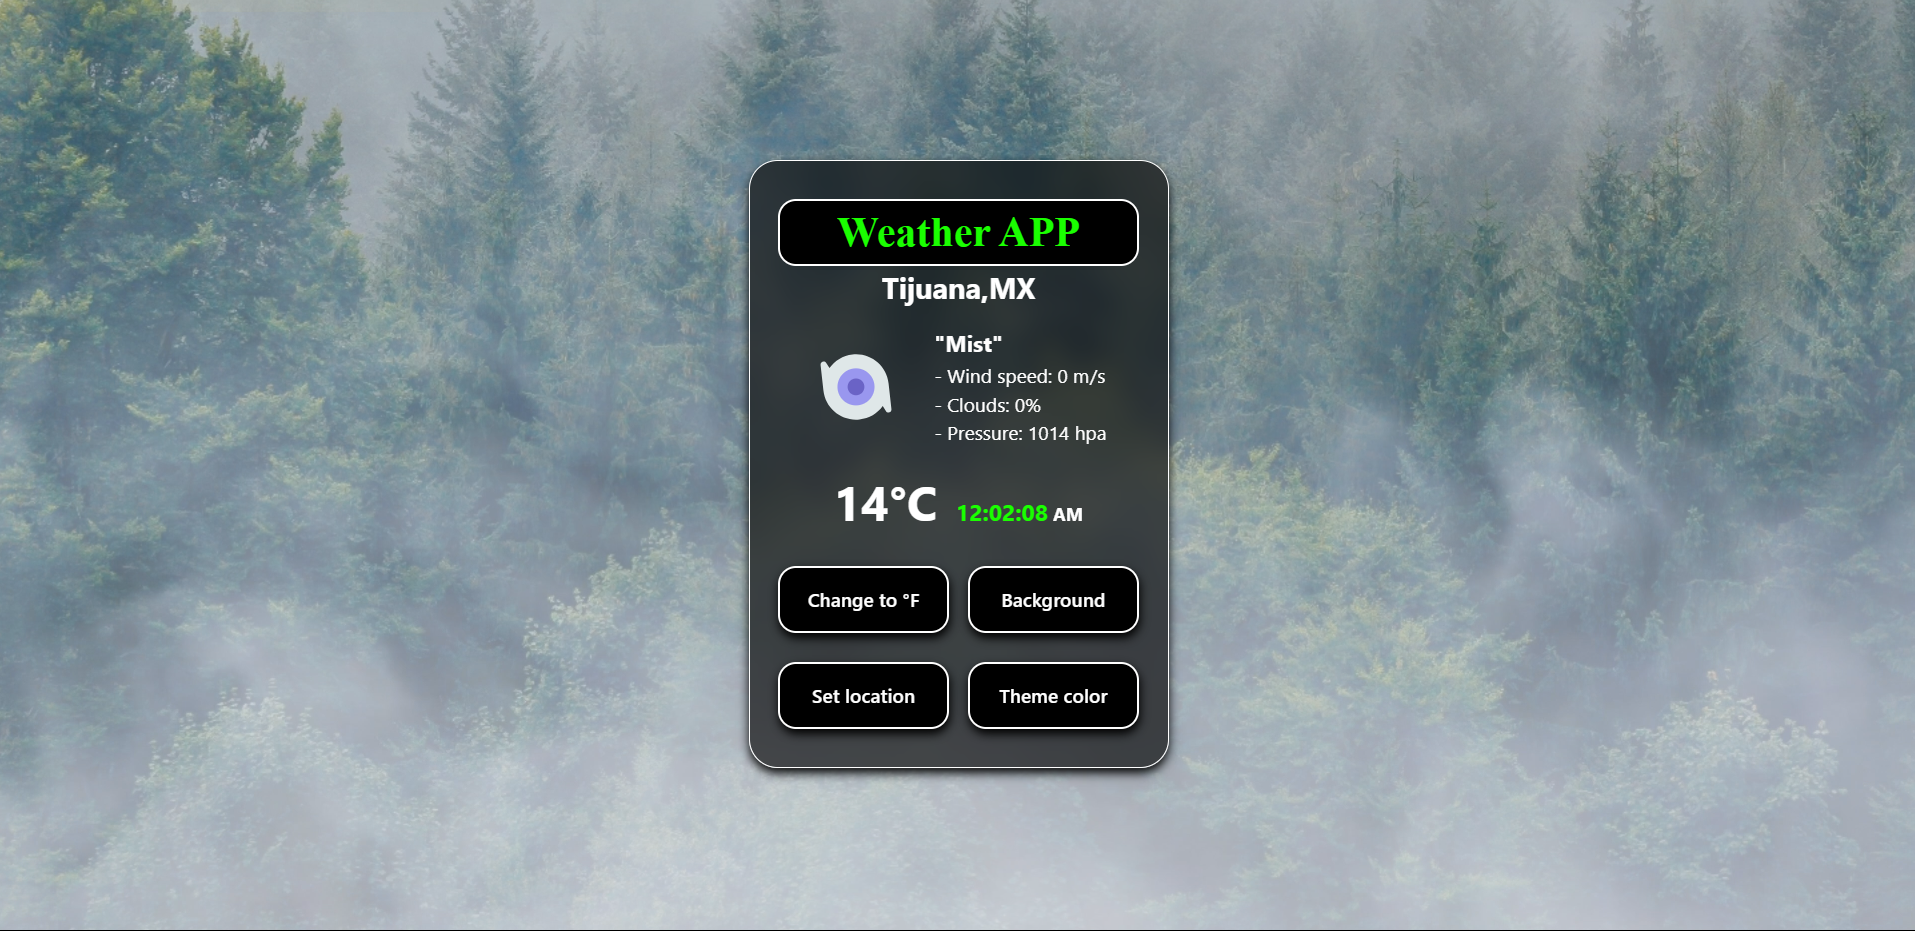 Weather APP
Tijuana,MX
"Mist"
- Wind speed: 0 m/s
- Clouds: 0%
- Pressure: 1014 hpa
14°C 12:02:08 AM
Change to °F
Background
Set location
Theme color